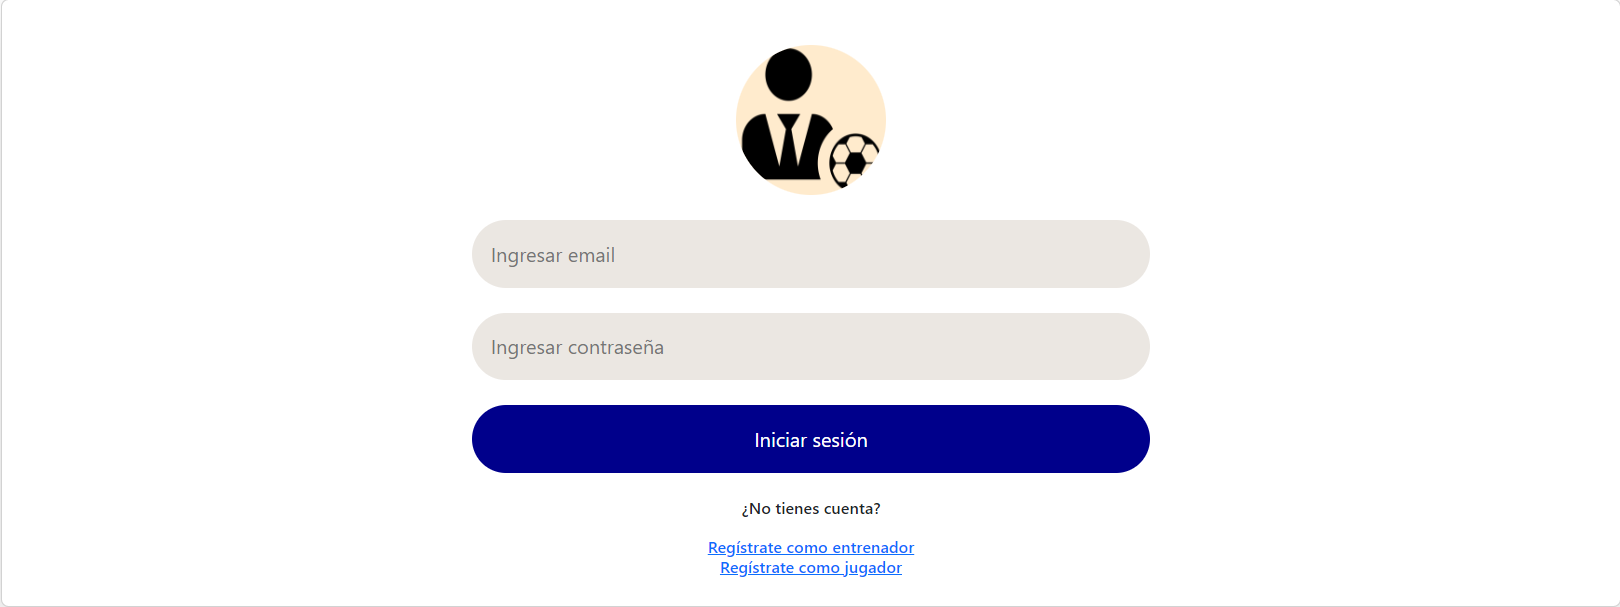 Ingresar email
Ingresar contraseña
Iniciar sesión
¿No tienes cuenta?
Regístrate como entrenador
Regístrate como jugador